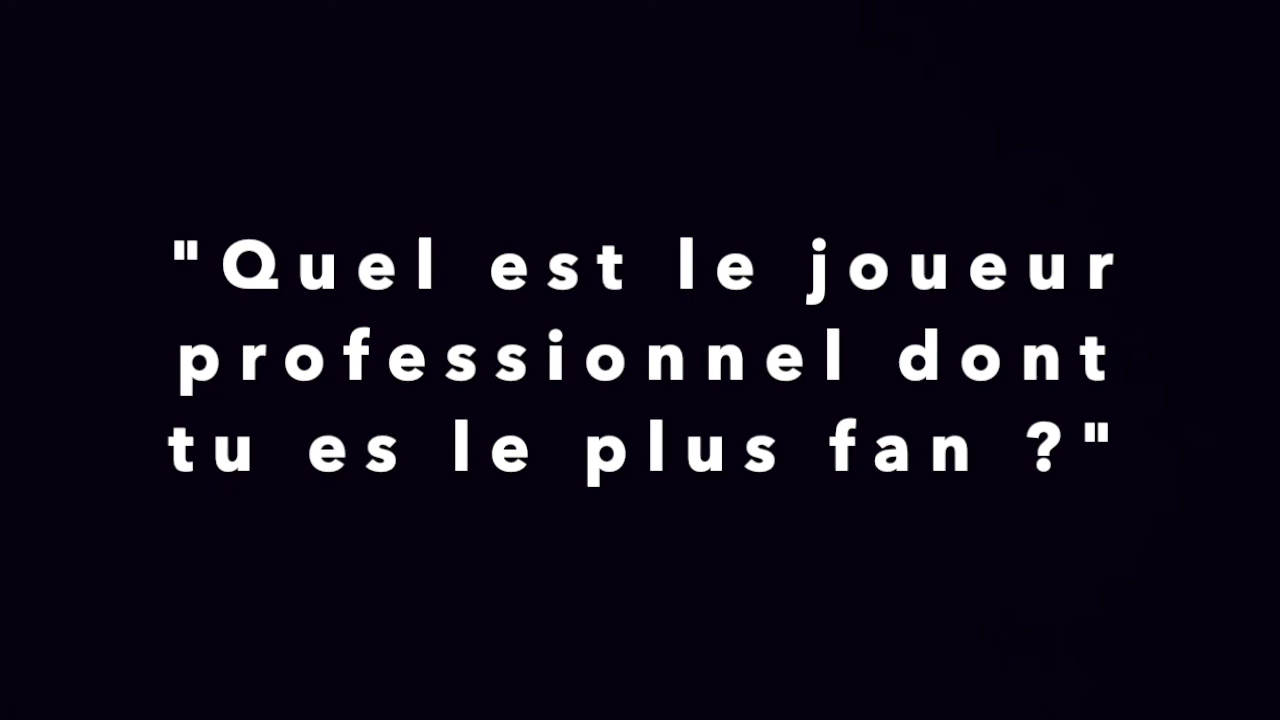 "Quel est le joueur
professionnel dont
tu es le plus fan ?"